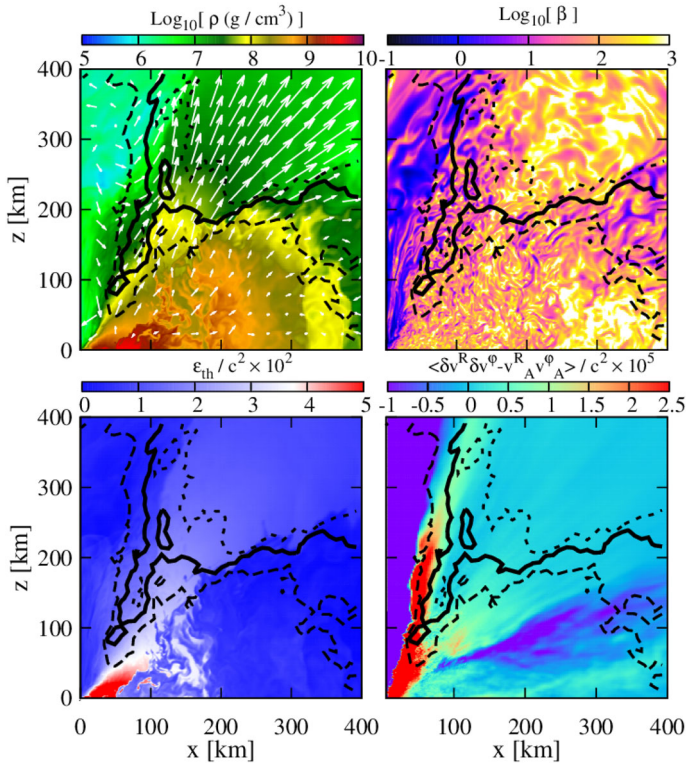 Log10[ ρ (g / cm3) ] Log10[ β ]
5 6 7 8 9 10 -1 0 1 2 3
400
300
z [km]
200
100
0
εth / c2 × 102 <δvRδvφ-vRAvφA> / c2 × 105
0 1 2 3 4 5 -1 -0.5 0 0.5 1 1.5 2 2.5
400
300
z [km]
200
100
0
0 100 200 300 400 100 200 300 400
x [km] x [km]